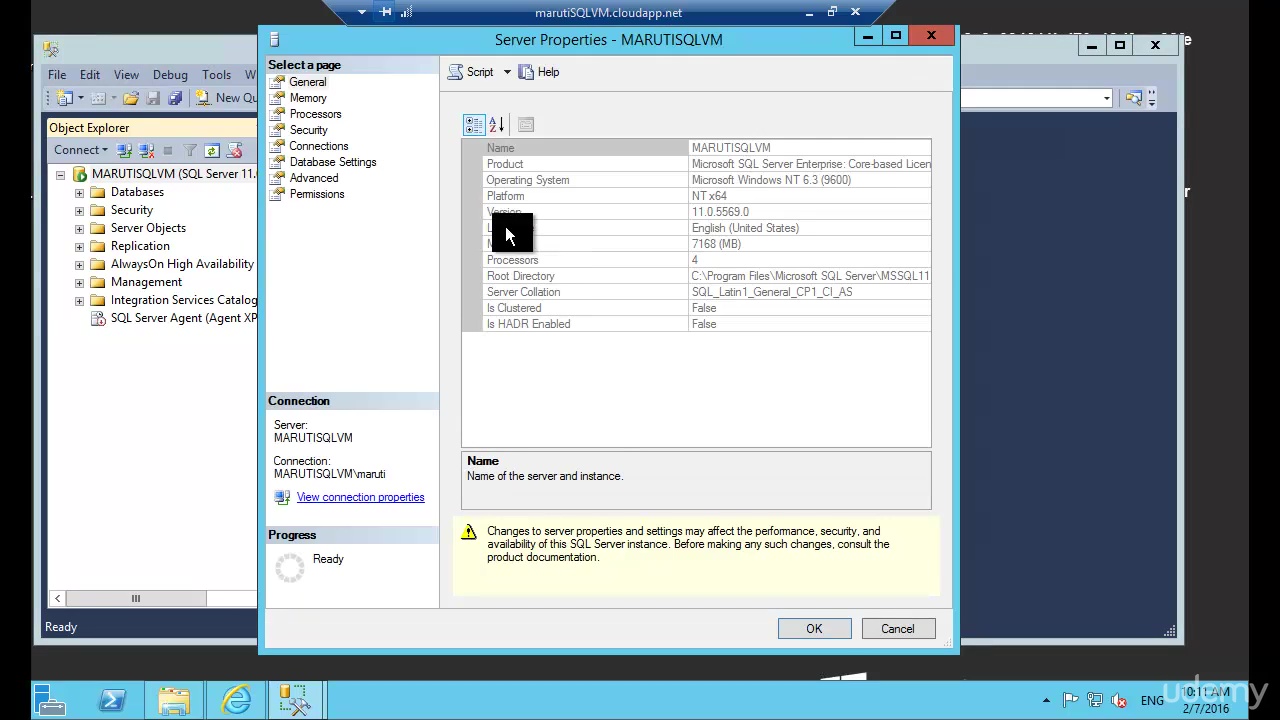 marutiSQLVM.cloudapp.net
Server Properties - MARUTISQLVM
File Edit View Debug Tools W
New Qu
Object Explorer
Connect
MARUTISQLVM (SQL Server 11.0
Databases
Security
Server Objects
Replication
AlwaysOn High Availability
Management
Integration Services Catalog
SQL Server Agent (Agent XP
Ready
Select a page
General
Memory
Processors
Security
Connections
Database Settings
Advanced
Permissions
Connection
Server:
MARUTISQLVM
Connection:
MARUTISQLVM\maruti
View connection properties
Progress
Ready
Script Help
Name MARUTISQLVM
Product Microsoft SQL Server Enterprise: Core-based Licen
Operating System Microsoft Windows NT 6.3 (9600)
Platform NT x64
Version 11.0.5569.0
English (United States)
7168 (MB)
Processors 4
Root Directory C:\Program Files\Microsoft SQL Server\MSSQL11
Server Collation SQL_Latin1_General_CP1_CI_AS
Is Clustered False
Is HADR Enabled False
Name
Name of the server and instance.
Changes to server properties and settings may affect the performance, security, and
availability of this SQL Server instance. Before making any such changes, consult the
product documentation.
OK Cancel
ENG
10:11 AM
2/7/2016
udemy